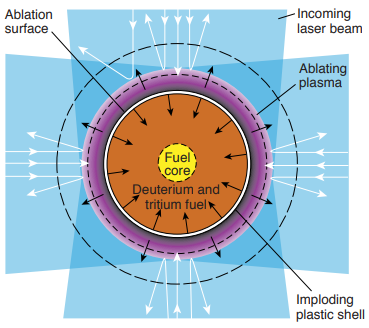 Ablation
surface
Incoming
laser beam
Ablating
plasma
Fuel
core
Deuterium and
tritium fuel
Imploding
plastic shell